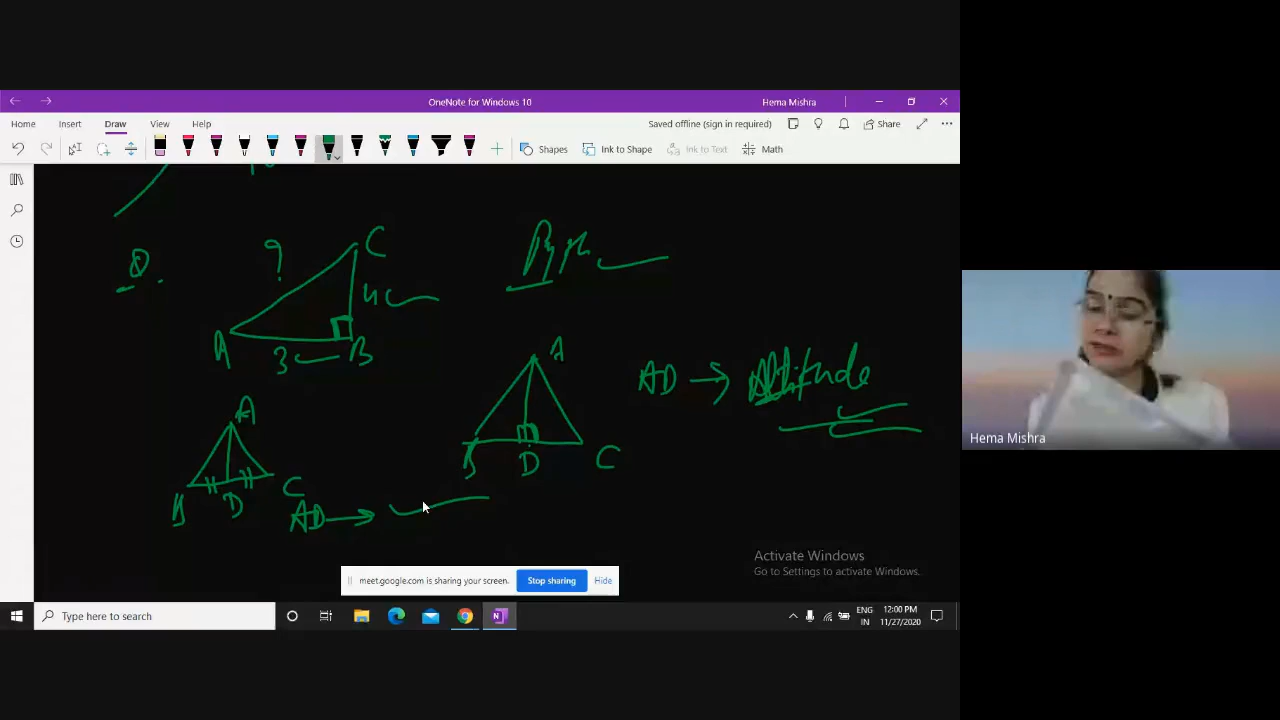 OneNote for Windows 10
Hema Mishra
Home Insert Draw View Help
Saved offline (sign in required)
Share
Shapes
Ink to Shape
Ink to Text
Math
Q.
?
C
4
A
3
B
Pyth
A
B
D
C
AD → Altitude
A
B
D
C
AD →
Hema Mishra
Activate Windows
Go to Settings to activate Windows.
meet.google.com is sharing your screen.
Stop sharing
Hide
Type here to search
ENG
IN
12:00 PM
11/27/2020